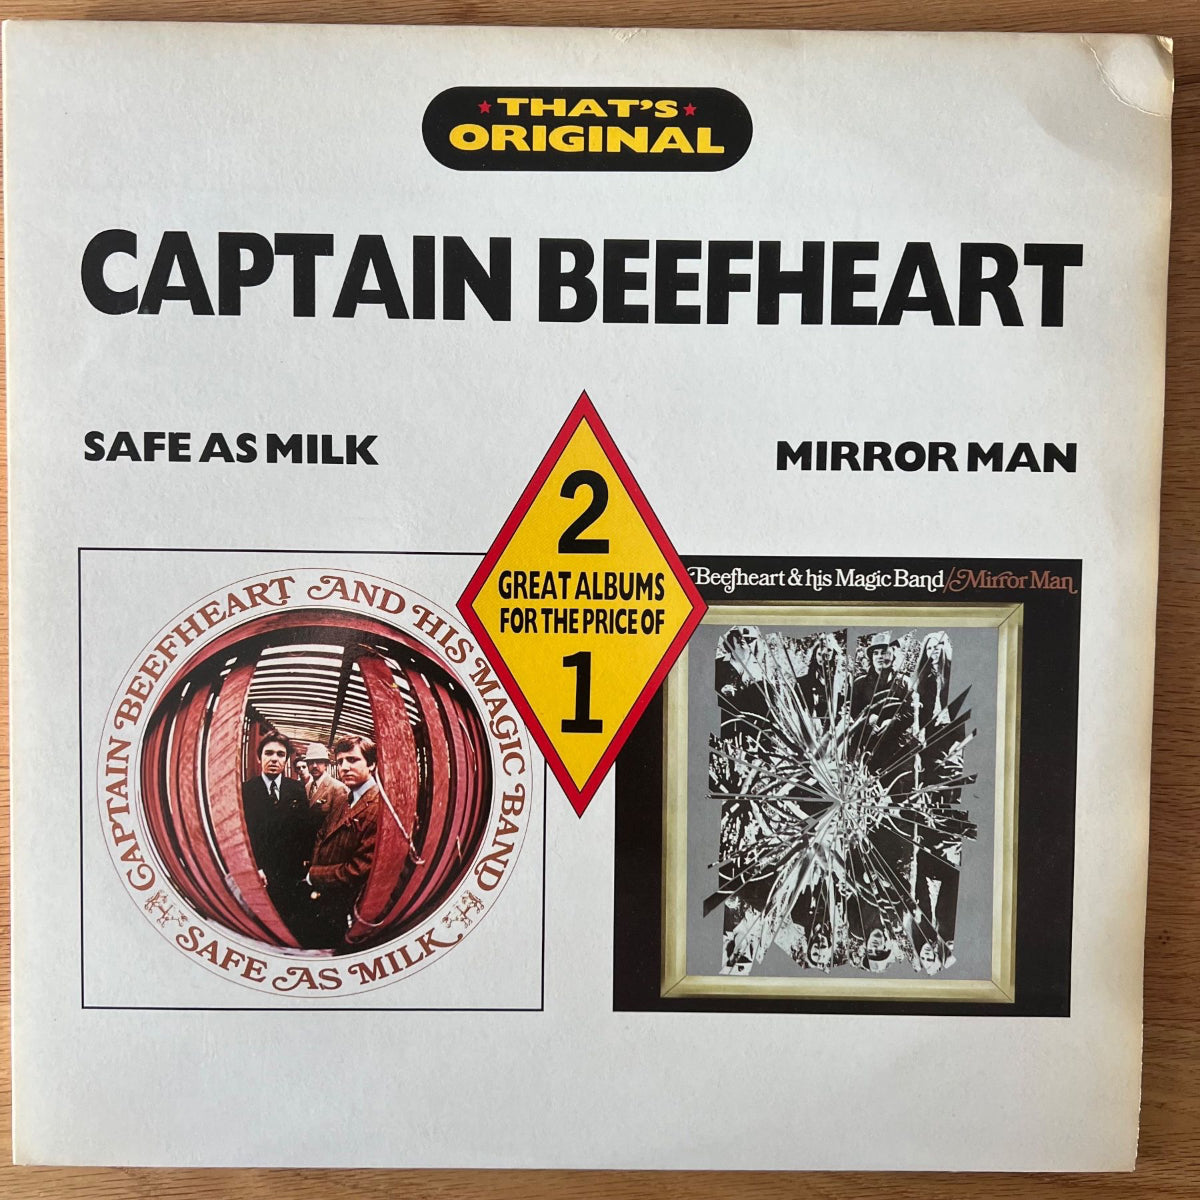 THAT'S
ORIGINAL
CAPTAIN BEEFHEART
SAFE AS MILK
MIRROR MAN
2
GREAT ALBUMS
FOR THE PRICE OF
1
CAPTAIN BEEFHEART AND HIS MAGIC BAND
SAFE AS MILK
Beefheart & his Magic Band/Mirror Man